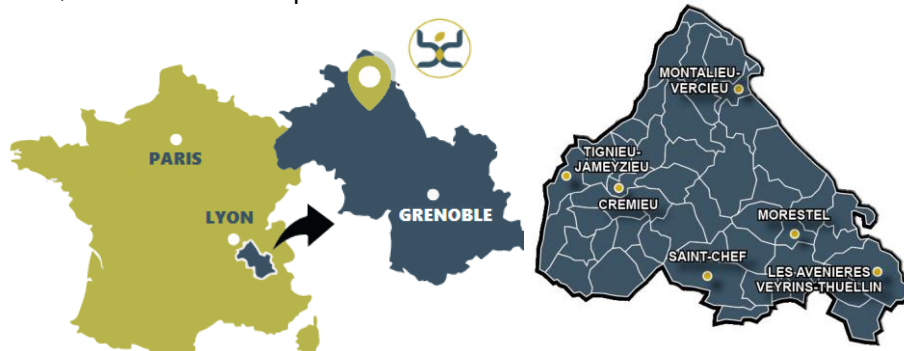 PARIS
LYON
GRENOBLE
MONTALIEU-
VERCIEU
TIGNIEU-
JAMEYZIEU
CREMIEU
MORESTEL
SAINT-CHEF
LES AVENIERES
VEYRINS-THUELLIN